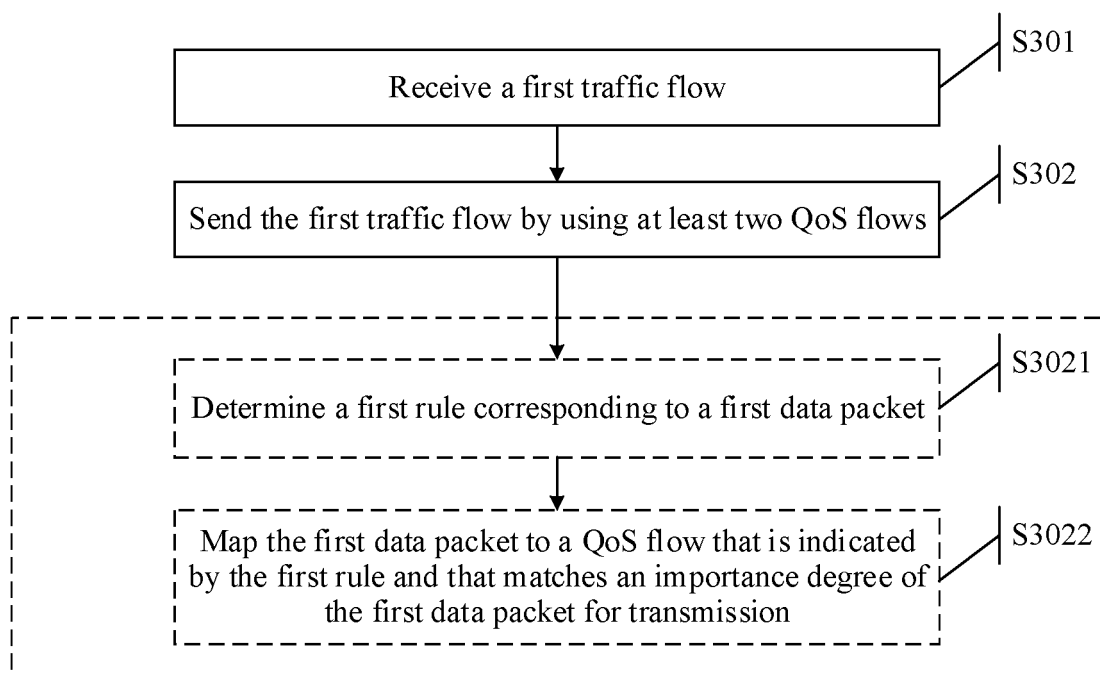 S301
Receive a first traffic flow
S302
Send the first traffic flow by using at least two QoS flows
S3021
Determine a first rule corresponding to a first data packet
S3022
Map the first data packet to a QoS flow that is indicated
by the first rule and that matches an importance degree of
the first data packet for transmission